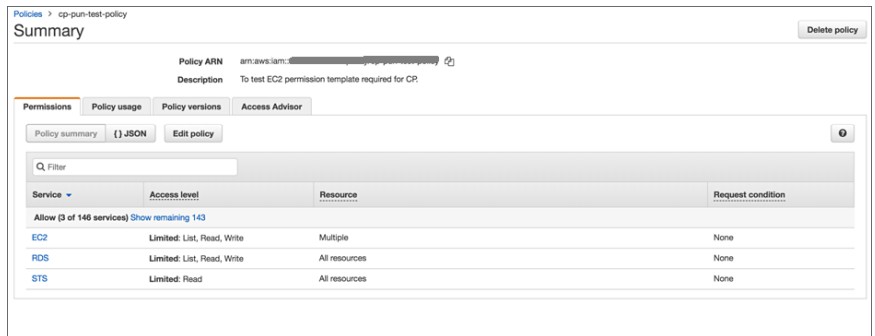 Policies > cp-pun-test-policy
Summary
Delete policy
Policy ARN arn:aws:iam::
Description To test EC2 permission template required for CP.
Permissions Policy usage Policy versions Access Advisor
Policy summary { } JSON Edit policy
Filter
Service Access level Resource Request condition
Allow (3 of 146 services) Show remaining 143
EC2 Limited: List, Read, Write Multiple None
RDS Limited: List, Read, Write All resources None
STS Limited: Read All resources None